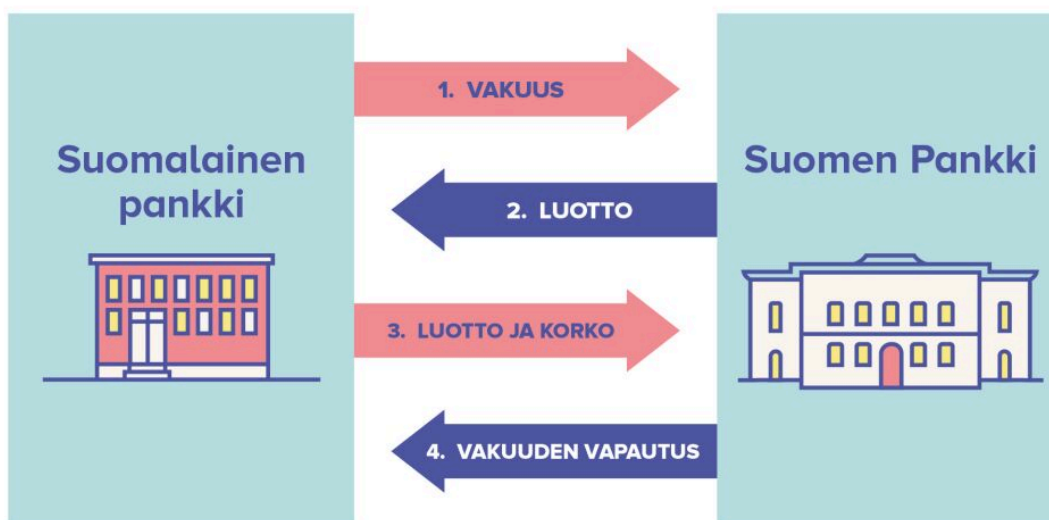 Suomalainen
pankki
1. VAKUUS
2. LUOTTO
3. LUOTTO JA KORKO
4. VAKUUDEN VAPAUTUS
Suomen Pankki